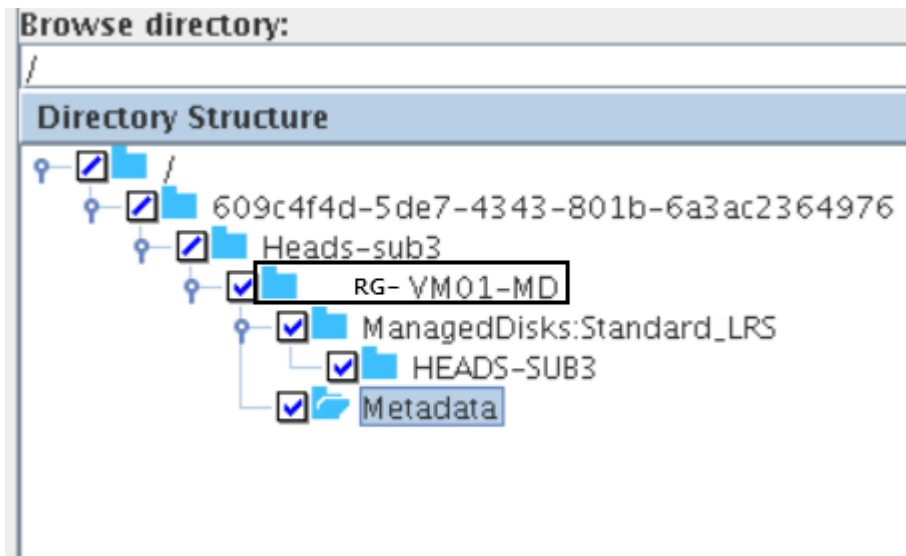 Browse directory:
/
Directory Structure
/
609c4f4d-5de7-4343-801b-6a3ac2364976
Heads-sub3
RG- VM01-MD
ManagedDisks:Standard_LRS
HEADS-SUB3
Metadata